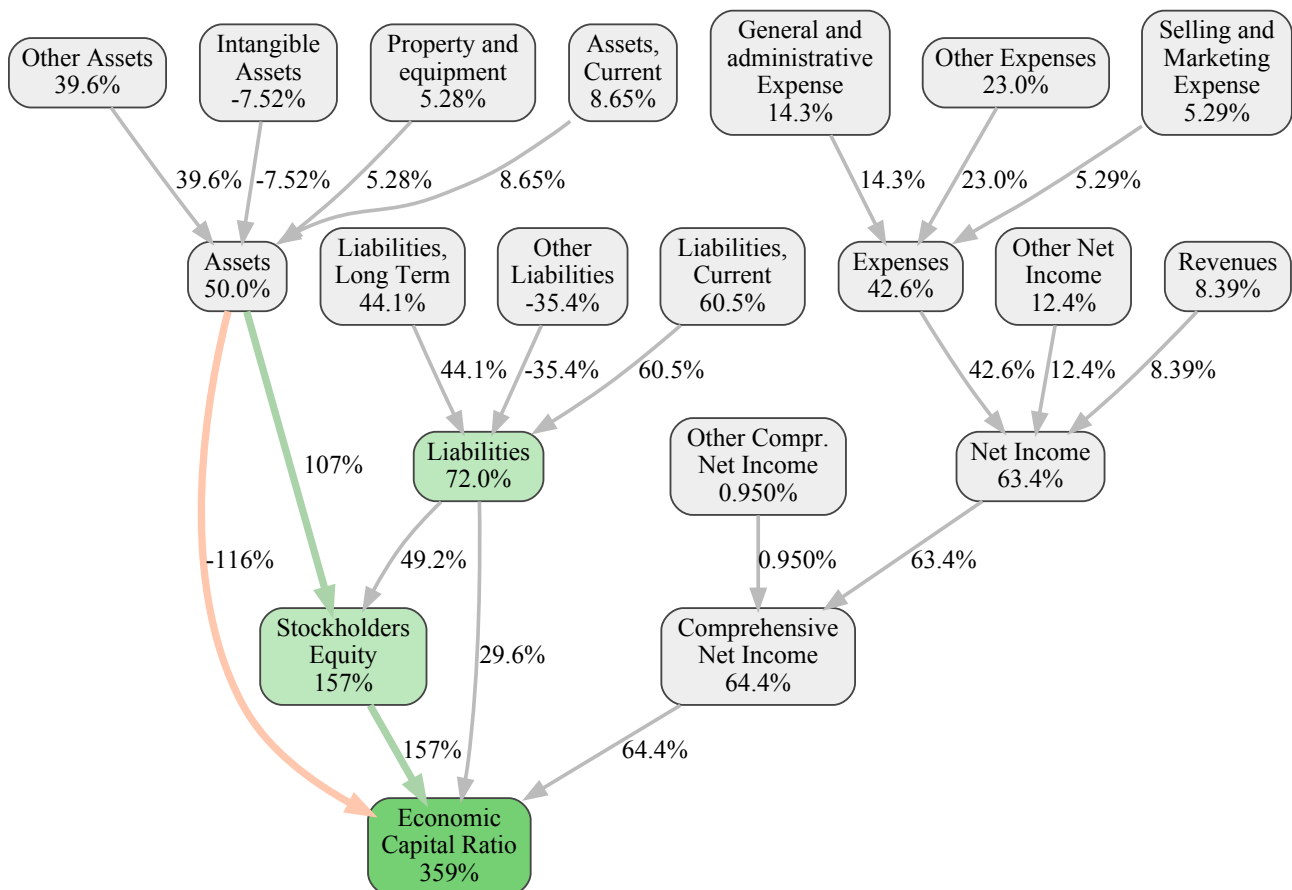 Other Assets
39.6%
Intangible
Assets
-7.52%
Property and
equipment
5.28%
Assets,
Current
8.65%
General and
administrative
Expense
14.3%
Other Expenses
23.0%
Selling and
Marketing
Expense
5.29%
39.6%
-7.52%
5.28%
8.65%
14.3%
23.0%
5.29%
Assets
50.0%
Liabilities,
Long Term
44.1%
Other
Liabilities
-35.4%
Liabilities,
Current
60.5%
Expenses
42.6%
Other Net
Income
12.4%
Revenues
8.39%
44.1%
-35.4%
60.5%
42.6%
12.4%
8.39%
107%
Liabilities
72.0%
Other Compr.
Net Income
0.950%
Net Income
63.4%
-116%
49.2%
0.950%
63.4%
Stockholders
Equity
157%
29.6%
Comprehensive
Net Income
64.4%
157%
64.4%
Economic
Capital Ratio
359%